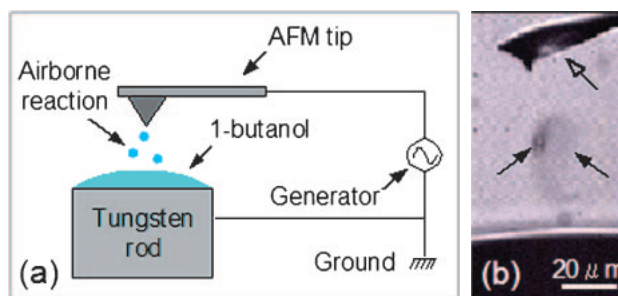 AFM tip
Airborne
reaction
1-butanol
Tungsten
rod
Generator
Ground
(a)
(b)
20 μm